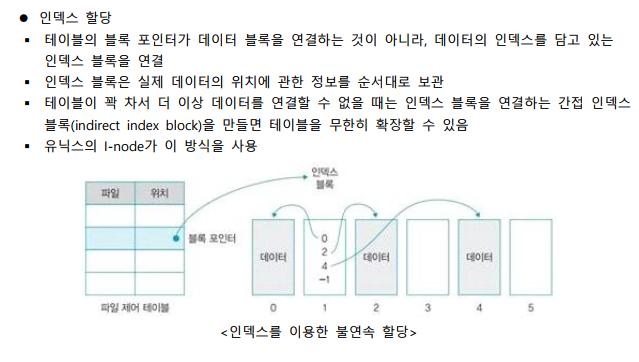 ● 인덱스 할당
▪ 테이블의 블록 포인터가 데이터 블록을 연결하는 것이 아니라, 데이터의 인덱스를 담고 있는
인덱스 블록을 연결
▪ 인덱스 블록은 실제 데이터의 위치에 관한 정보를 순서대로 보관
▪ 테이블이 꽉 차서 더 이상 데이터를 연결할 수 없을 때는 인덱스 블록을 연결하는 간접 인덱스
블록(indirect index block)을 만들면 테이블을 무한히 확장할 수 있음
▪ 유닉스의 I-node가 이 방식을 사용
인덱스
블록
파일 위치
블록 포인터
데이터
0
2
4
-1
데이터
데이터
0 1 2 3 4 5
파일 제어 테이블
<인덱스를 이용한 불연속 할당>